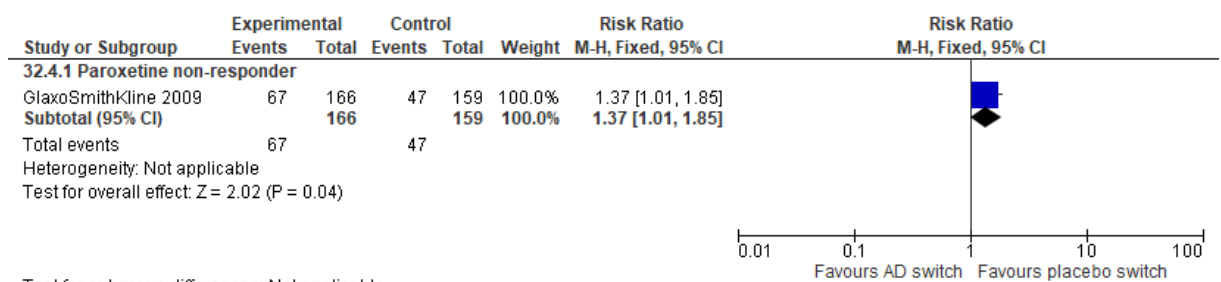 Experimental Control Risk Ratio Risk Ratio
Study or Subgroup Events Total Events Total Weight M-H, Fixed, 95% CI M-H, Fixed, 95% CI
32.4.1 Paroxetine non-responder
GlaxoSmithKline 2009 67 166 47 159 100.0% 1.37 [1.01, 1.85]
Subtotal (95% CI) 166 159 100.0% 1.37 [1.01, 1.85]
Total events 67 47
Heterogeneity: Not applicable
Test for overall effect: Z = 2.02 (P = 0.04)
0.01 0.1 1 10 100
Favours AD switch Favours placebo switch